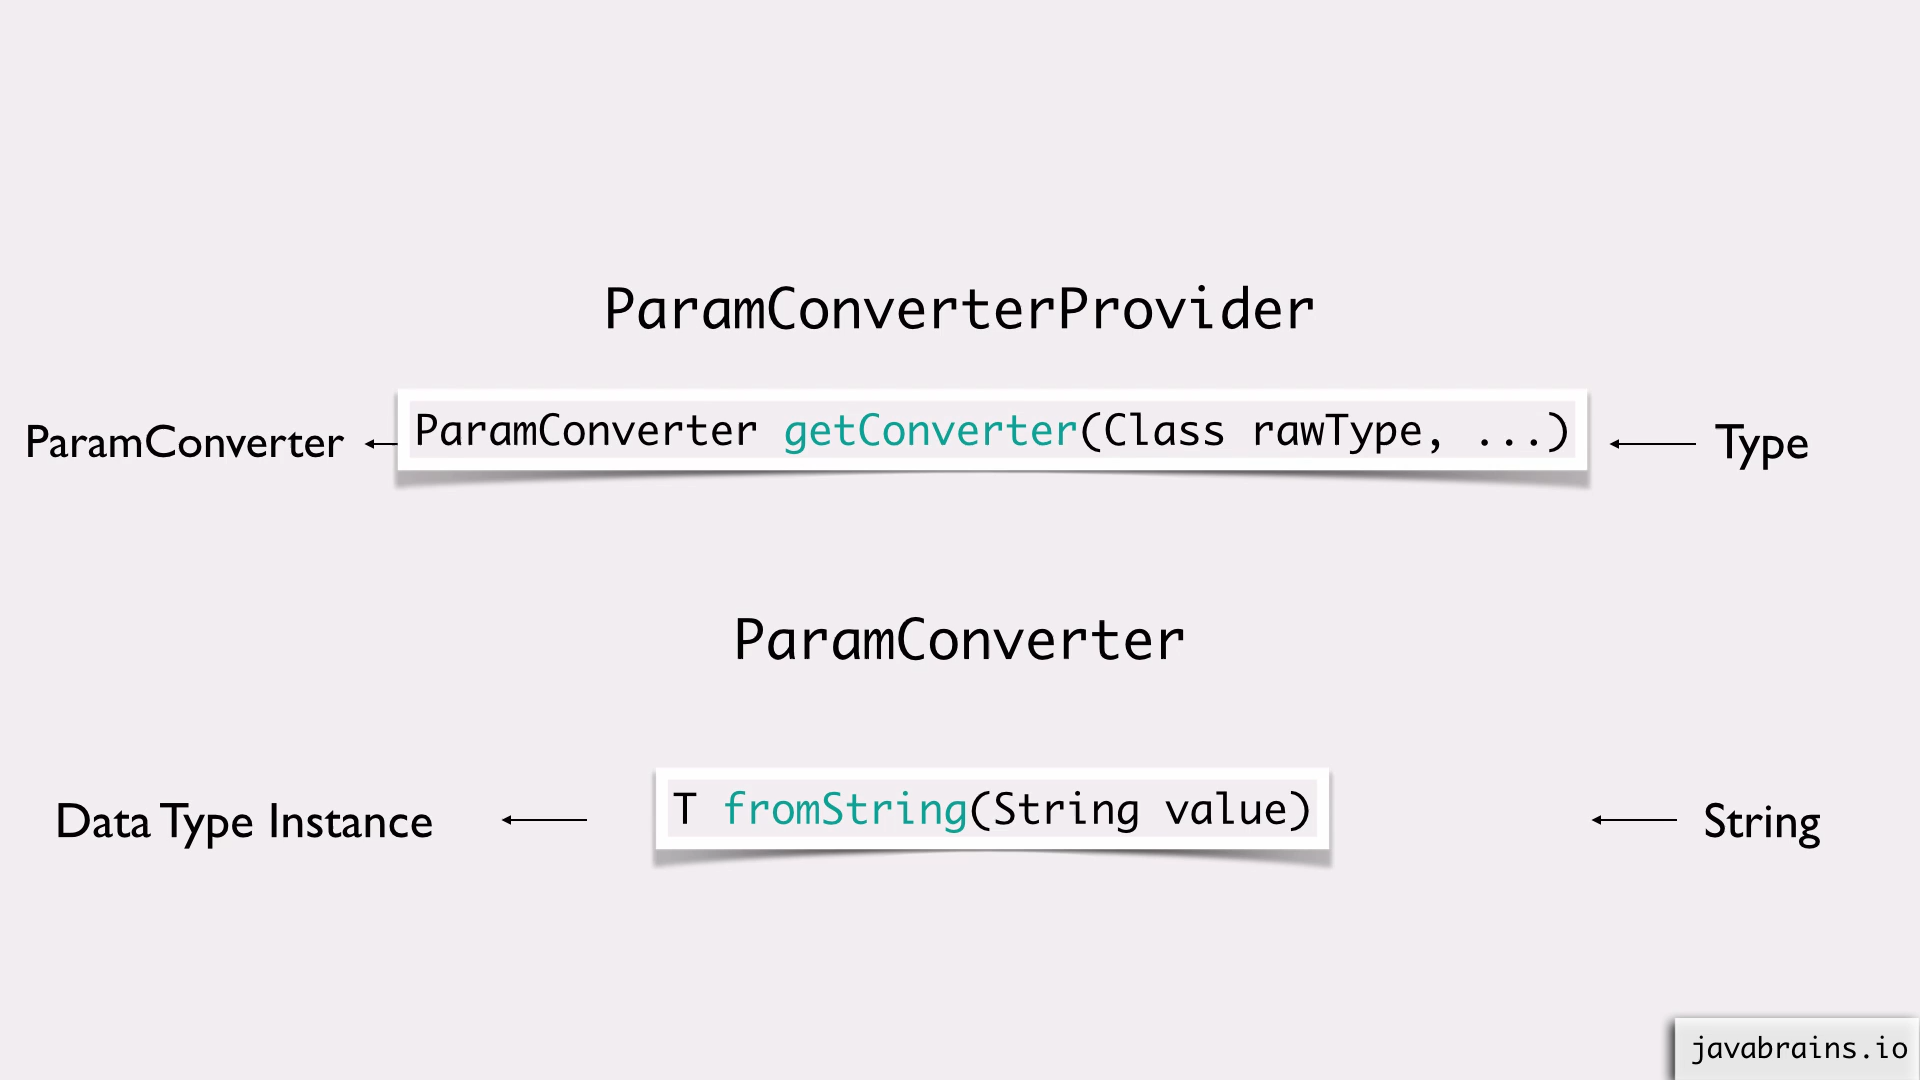 ParamConverterProvider
ParamConverter
ParamConverter getConverter(Class rawType, ...)
Type
ParamConverter
Data Type Instance
T fromString(String value)
String
javabrains.io